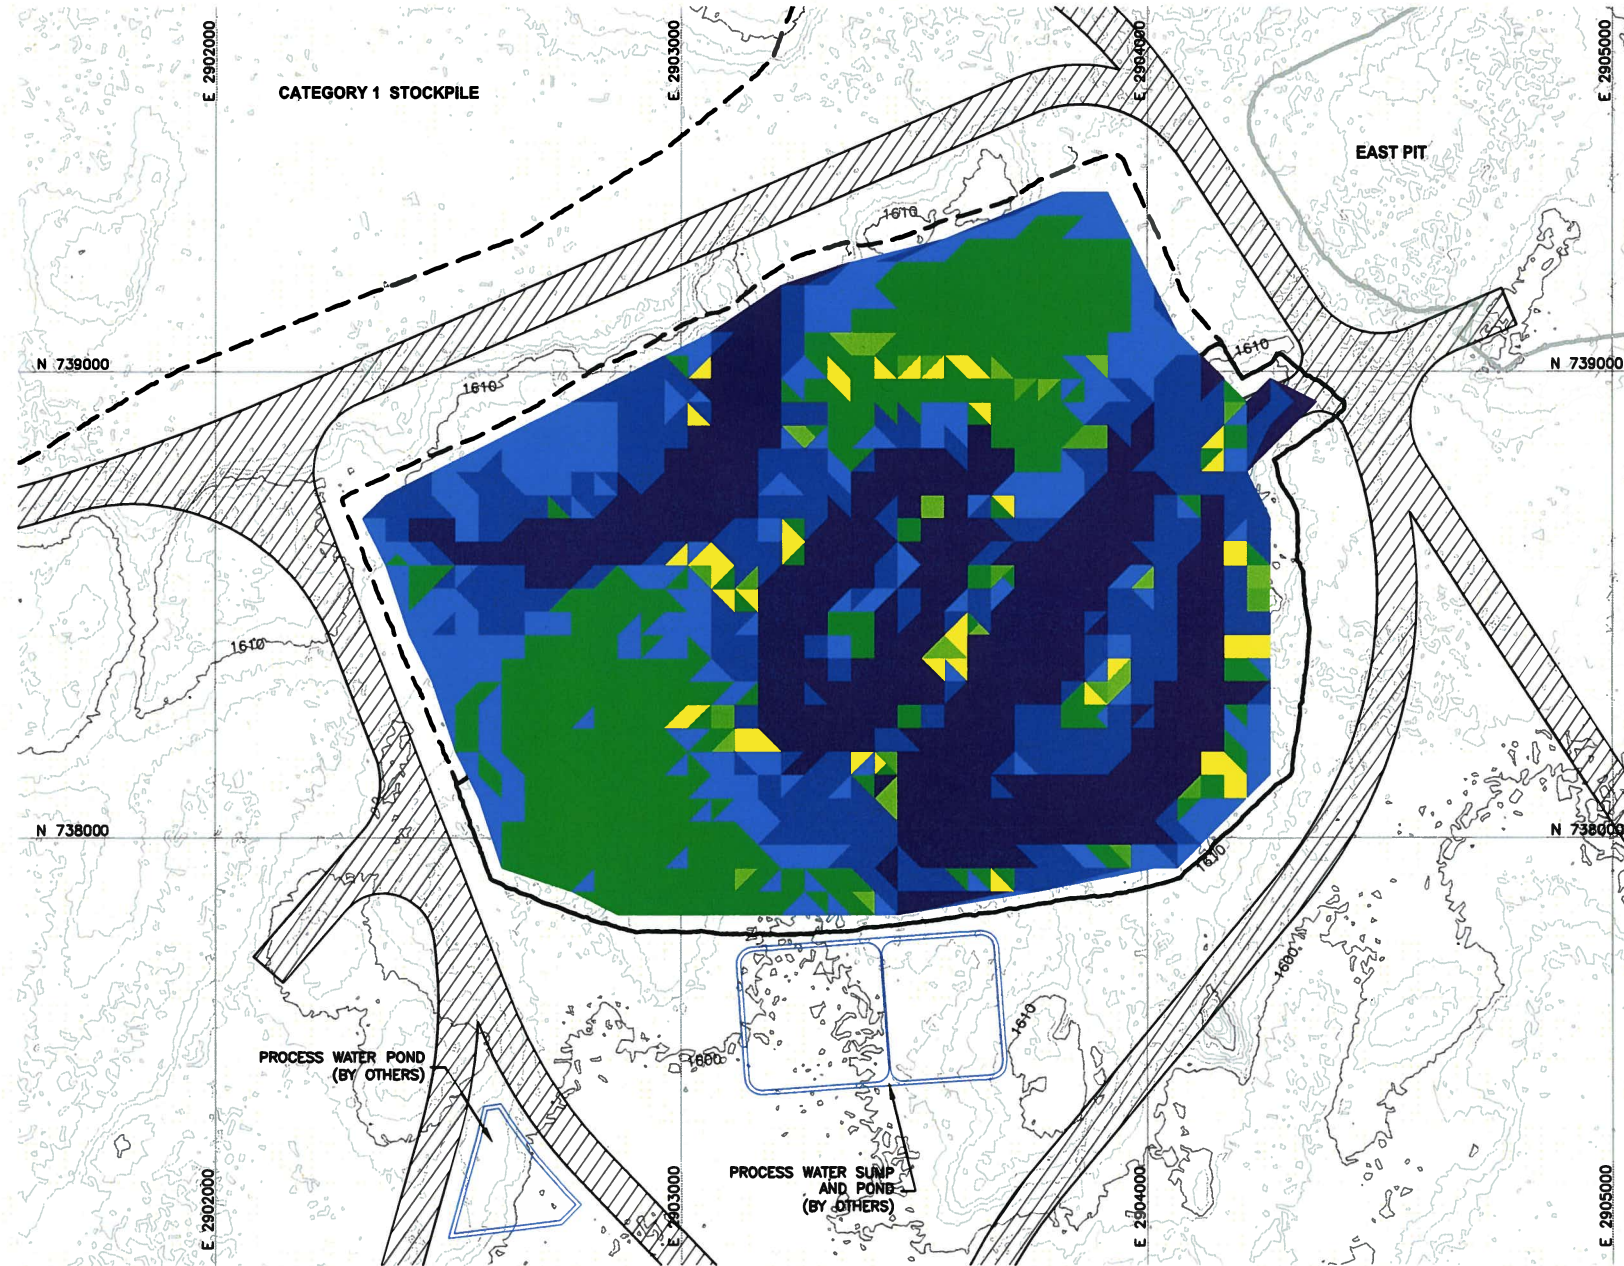 E 2902000
E 2903000
E 2904000
E 2905000
CATEGORY 1 STOCKPILE
EAST PIT
1610
1610
N 739000
N 739000
1610
1610
N 738000
N 738000
1610
1600
1610
1600
PROCESS WATER POND
(BY OTHERS)
PROCESS WATER SUMP
AND POND
(BY OTHERS)
E 2902000
E 2903000
E 2904000
E 2905000